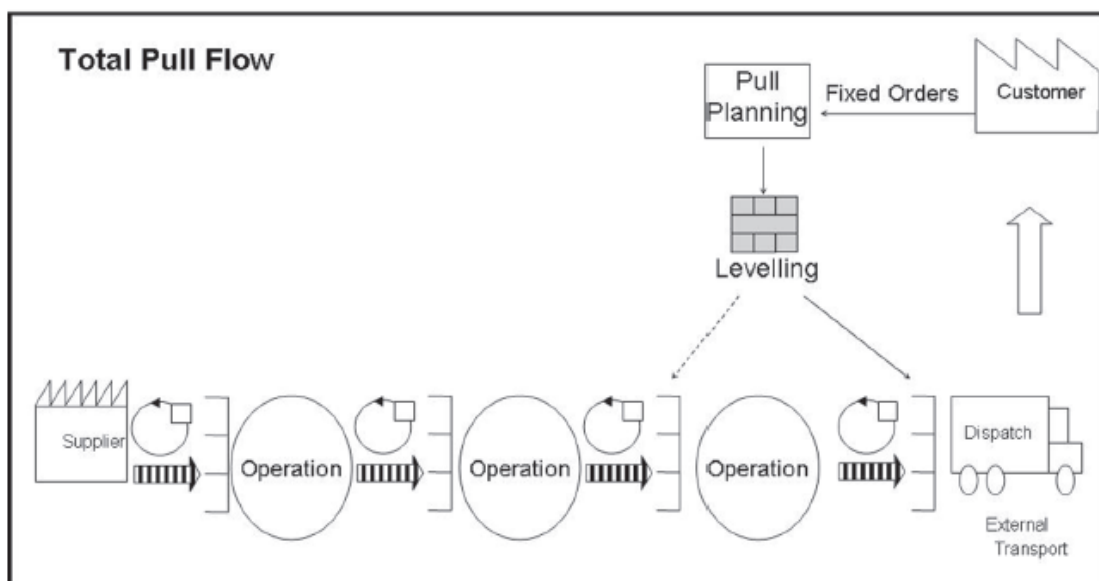 Total Pull Flow
Pull
Planning
Fixed Orders
Customer
Levelling
Supplier
Operation
Operation
Operation
Dispatch
External
Transport